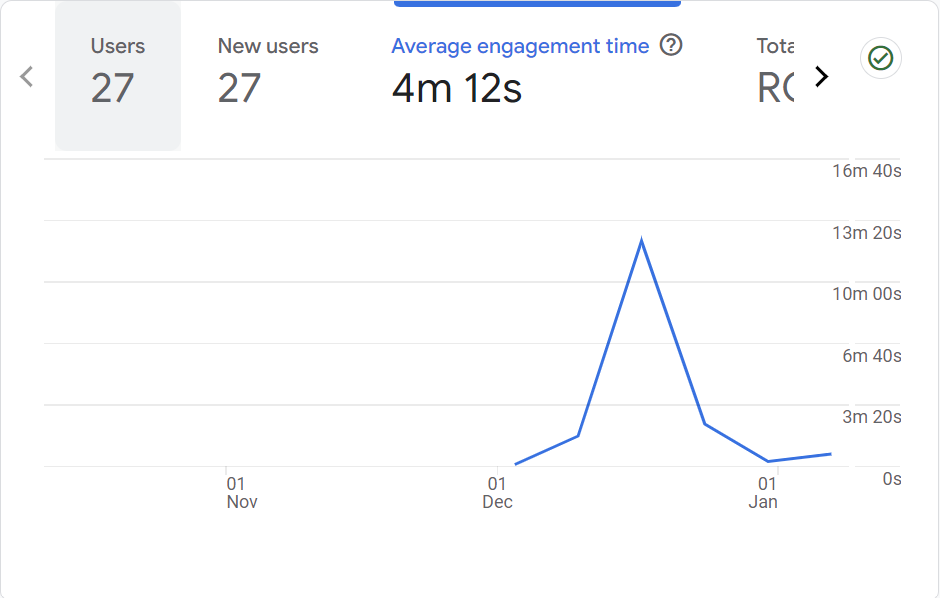 Users
27
New users
27
Average engagement time
4m 12s
Tota
RO
16m 40s
13m 20s
10m 00s
6m 40s
3m 20s
0s
01
Nov
01
Dec
01
Jan